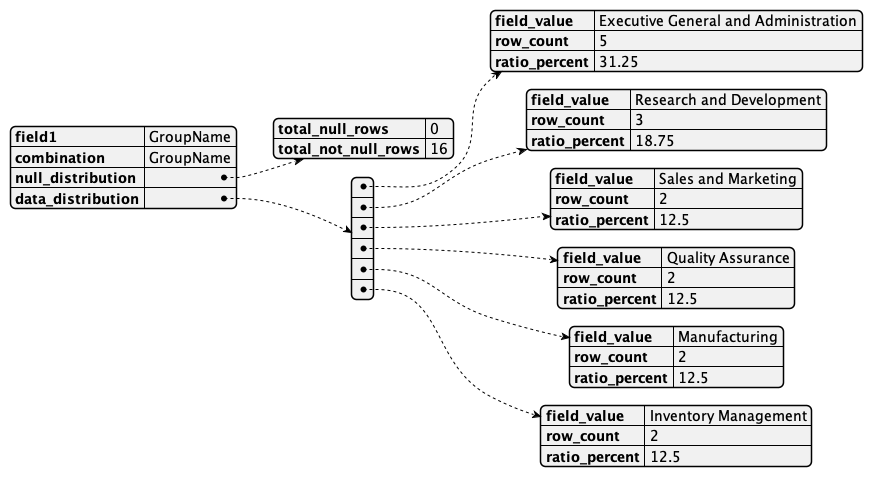 field1 GroupName
combination GroupName
null_distribution
data_distribution
total_null_rows 0
total_not_null_rows 16
field_value Executive General and Administration
row_count 5
ratio_percent 31.25
field_value Research and Development
row_count 3
ratio_percent 18.75
field_value Sales and Marketing
row_count 2
ratio_percent 12.5
field_value Quality Assurance
row_count 2
ratio_percent 12.5
field_value Manufacturing
row_count 2
ratio_percent 12.5
field_value Inventory Management
row_count 2
ratio_percent 12.5